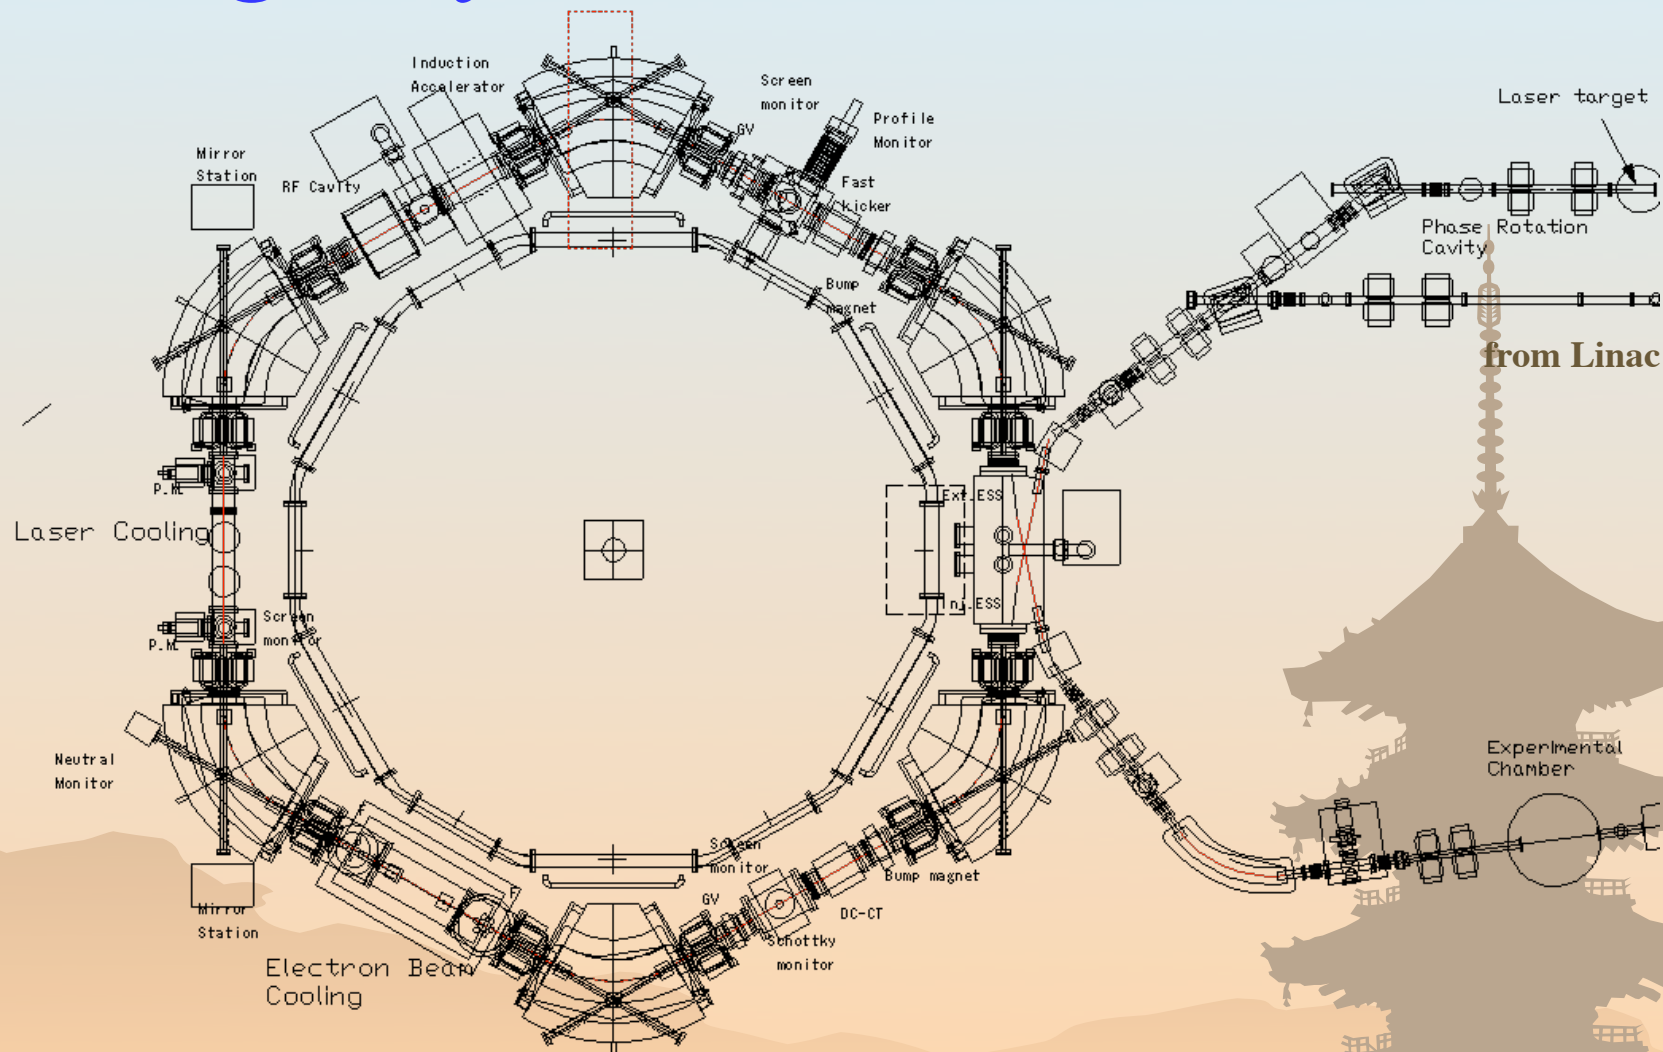 Induction
Accelerator
Screen
monitor
Profile
Monitor
Laser target
GV
Mirror
Station
RF Cavity
Fast
kicker
Phase Rotation
Cavity
Bump
magnet
from Linac
P.M.
Ext.ESS
Laser Cooling
Inj.ESS
Screen
monitor
P.M.
Neutral
Monitor
Experimental
Chamber
Screen
monitor
Bump magnet
Mirror
Station
GV
DC-CT
Schottky
monitor
Electron Beam
Cooling